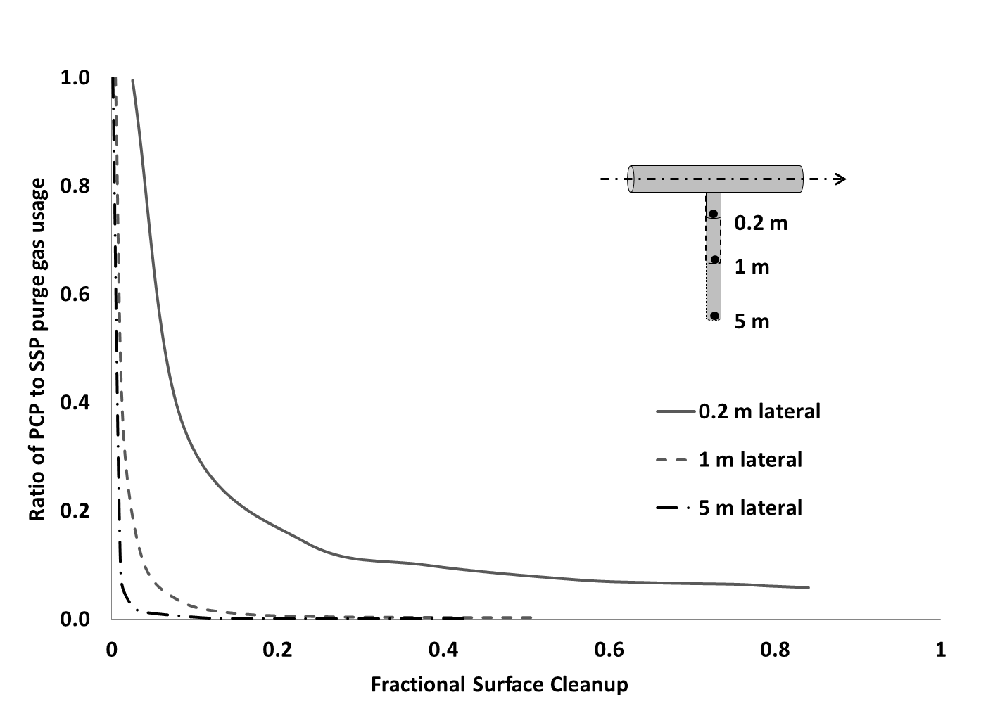 Ratio of PCP to SSP purge gas usage
1.0
0.8
0.6
0.4
0.2
0.0
0.2 m
1 m
5 m
0.2 m lateral
1 m lateral
5 m lateral
0
0.2
0.4
0.6
0.8
1
Fractional Surface Cleanup